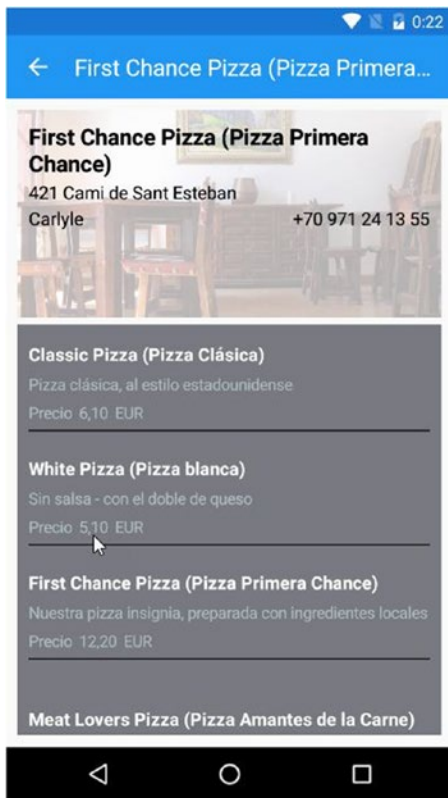 0:22
First Chance Pizza (Pizza Primera...
First Chance Pizza (Pizza Primera
Chance)
421 Cami de Sant Esteban
Carlyle +70 971 24 13 55
Classic Pizza (Pizza Clásica)
Pizza clásica, al estilo estadounidense
Precio 6,10 EUR
White Pizza (Pizza blanca)
Sin salsa - con el doble de queso
Precio 5,10 EUR
First Chance Pizza (Pizza Primera Chance)
Nuestra pizza insignia, preparada con ingredientes locales
Precio 12,20 EUR
Meat Lovers Pizza (Pizza Amantes de la Carne)